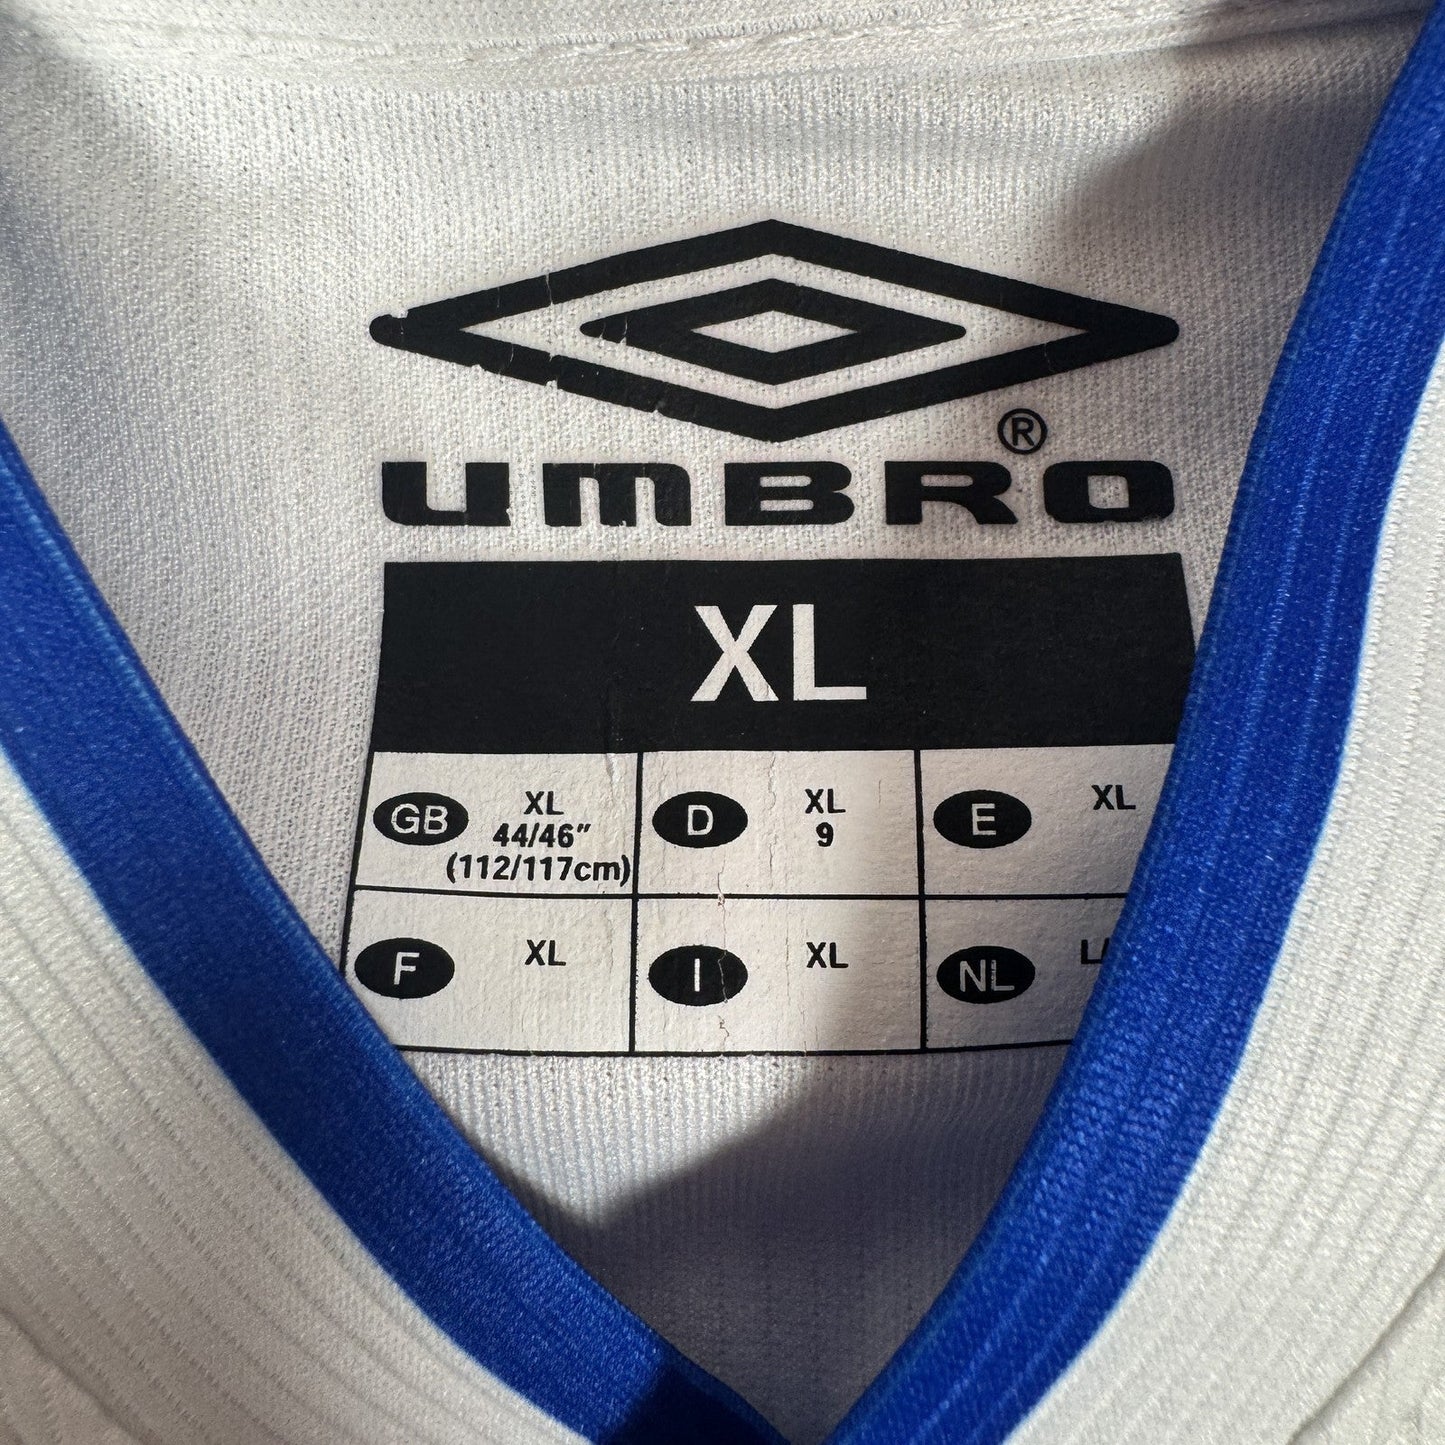 ®
UMBRO
XL
GB XL D XL E XL
44/46" 9
(112/117cm)
F XL I XL NL